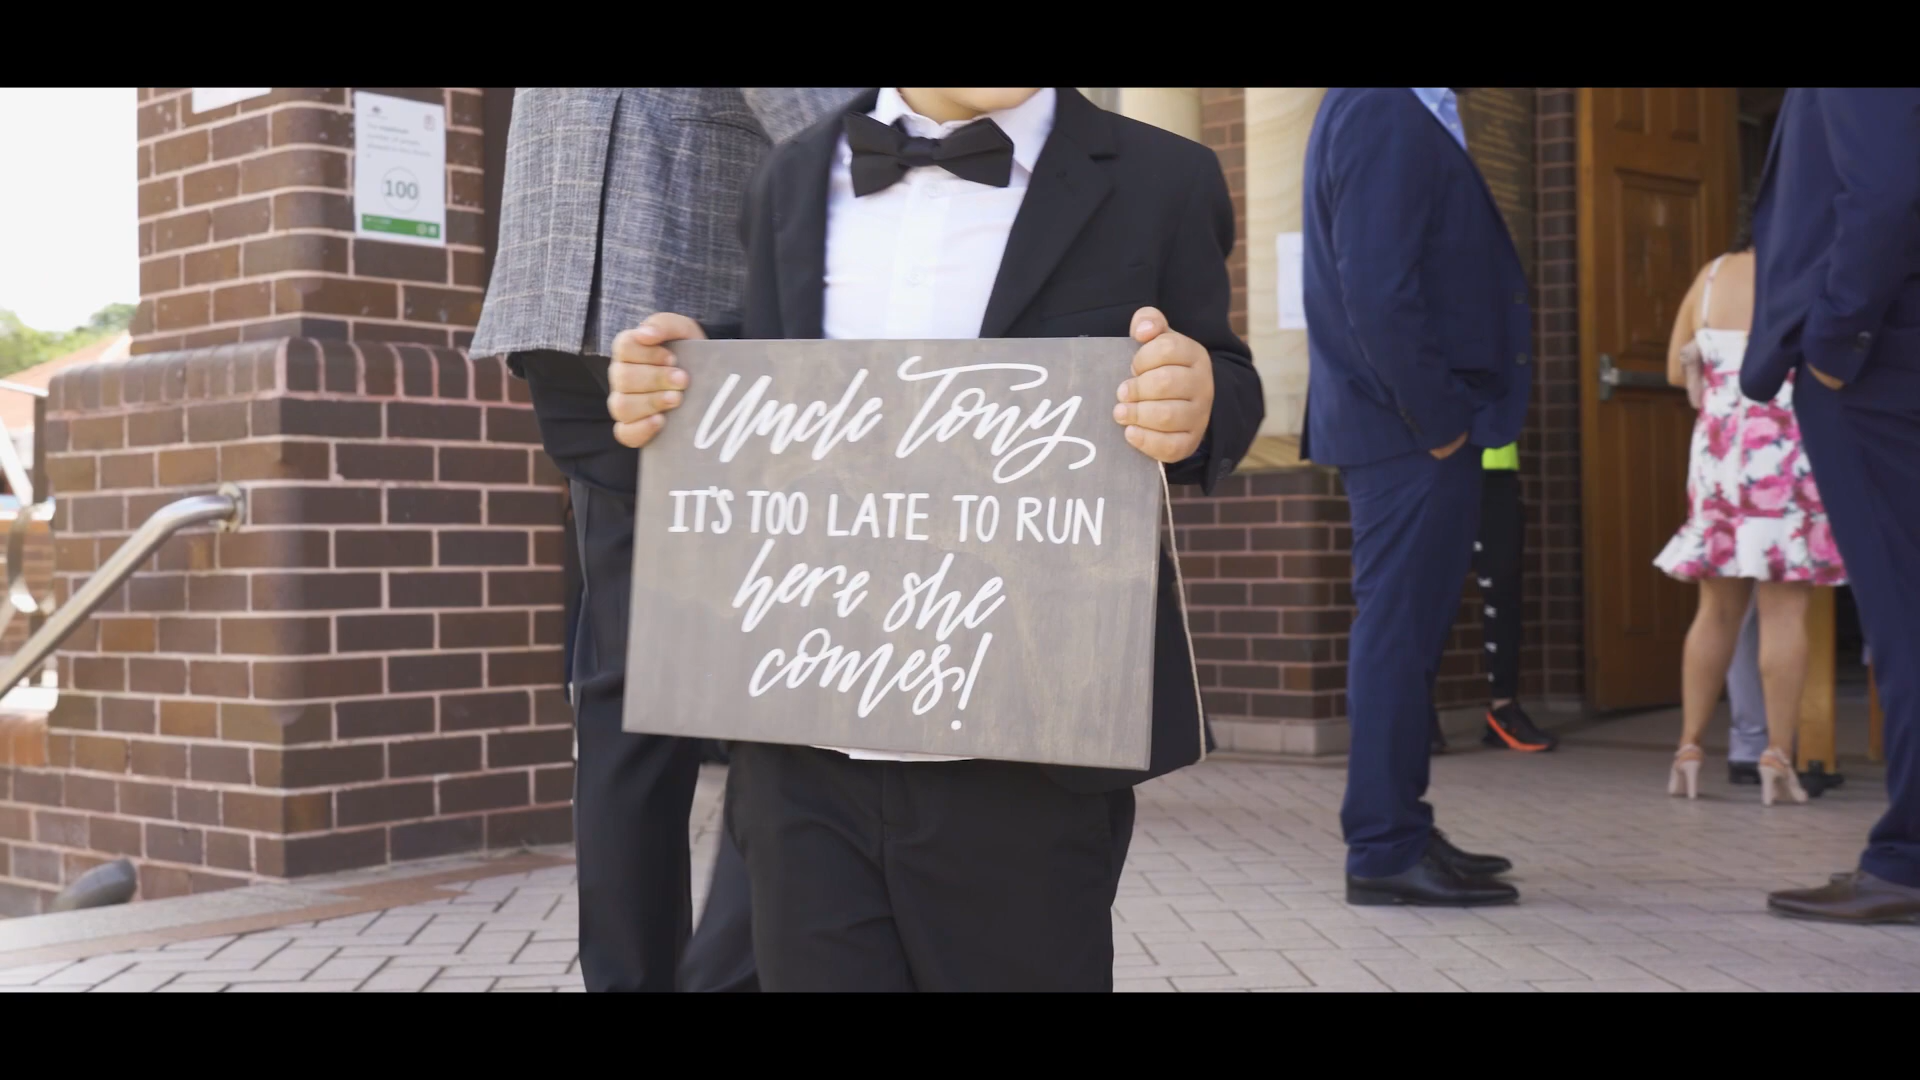 100
Uncle Tony
IT'S TOO LATE TO RUN
here she
comes!